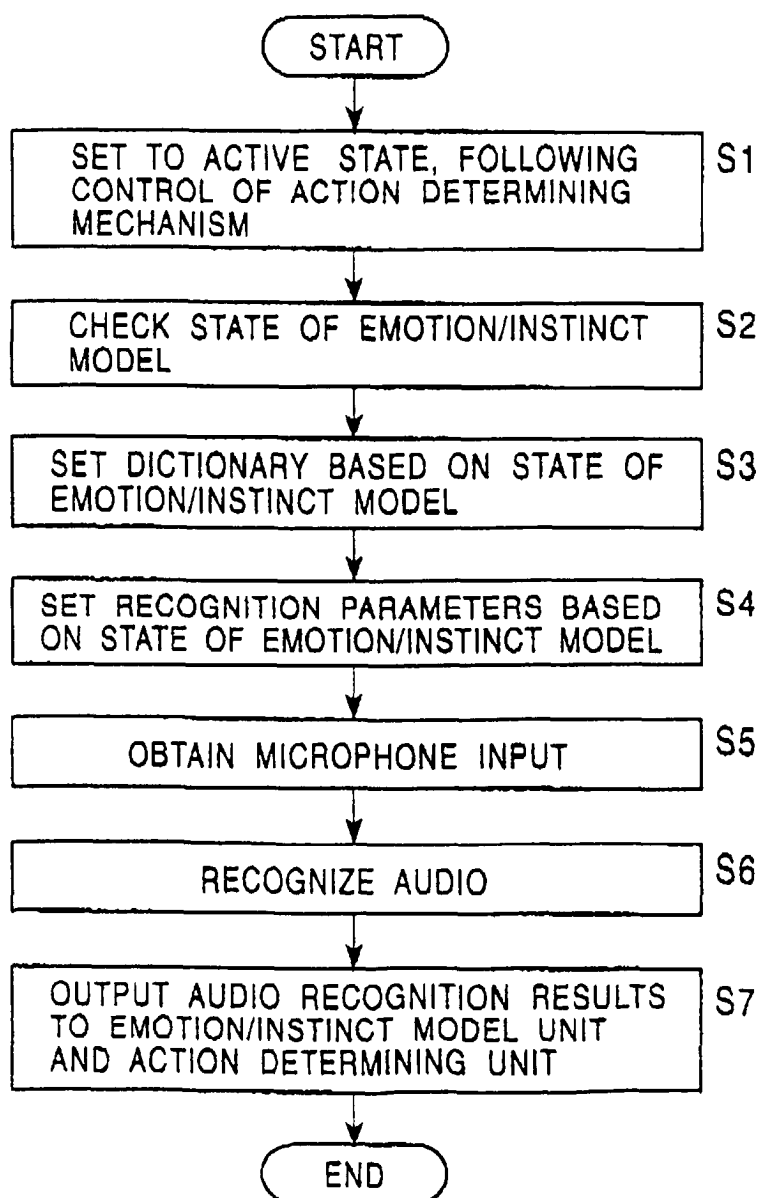 START
SET TO ACTIVE STATE, FOLLOWING
CONTROL OF ACTION DETERMINING
MECHANISM
S1
CHECK STATE OF EMOTION/INSTINCT
MODEL
S2
SET DICTIONARY BASED ON STATE OF
EMOTION/INSTINCT MODEL
S3
SET RECOGNITION PARAMETERS BASED
ON STATE OF EMOTION/INSTINCT MODEL
S4
OBTAIN MICROPHONE INPUT
S5
RECOGNIZE AUDIO
S6
OUTPUT AUDIO RECOGNITION RESULTS
TO EMOTION/INSTINCT MODEL UNIT
AND ACTION DETERMINING UNIT
S7
END